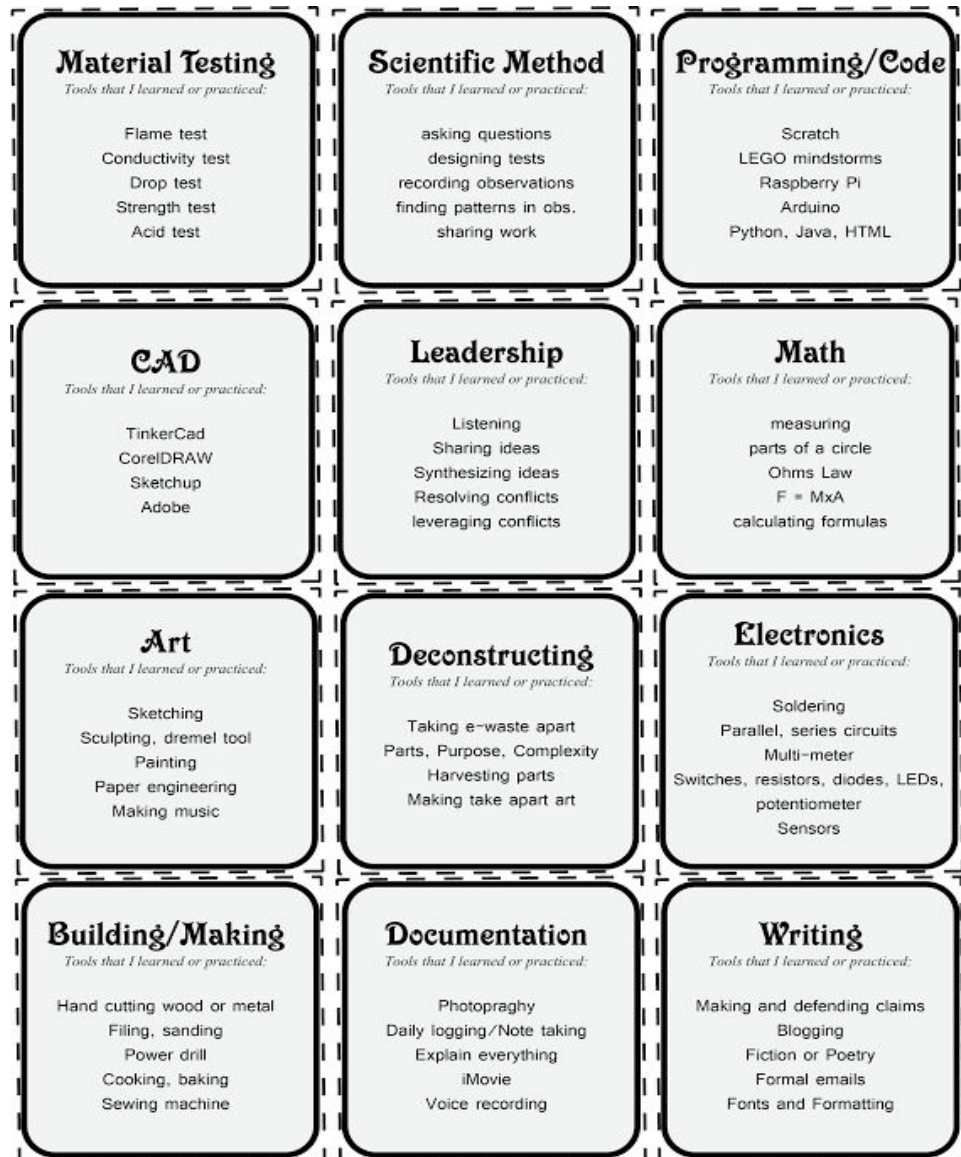 Material Testing
Tools that I learned or practiced:
Flame test
Conductivity test
Drop test
Strength test
Acid test
Scientific Method
Tools that I learned or practiced:
asking questions
designing tests
recording observations
finding patterns in obs.
sharing work
Programming/Code
Tools that I learned or practiced:
Scratch
LEGO mindstorms
Raspberry Pi
Arduino
Python, Java, HTML
CAD
Tools that I learned or practiced:
TinkerCad
CorelDRAW
Sketchup
Adobe
Leadership
Tools that I learned or practiced:
Listening
Sharing ideas
Synthesizing ideas
Resolving conflicts
leveraging conflicts
Math
Tools that I learned or practiced:
measuring
parts of a circle
Ohms Law
F = MxA
calculating formulas
Art
Tools that I learned or practiced:
Sketching
Sculpting, dremel tool
Painting
Paper engineering
Making music
Deconstructing
Tools that I learned or practiced:
Taking e-waste apart
Parts, Purpose, Complexity
Harvesting parts
Making take apart art
Electronics
Tools that I learned or practiced:
Soldering
Parallel, series circuits
Multi-meter
Switches, resistors, diodes, LEDs,
potentiometer
Sensors
Building/Making
Tools that I learned or practiced:
Hand cutting wood or metal
Filing, sanding
Power drill
Cooking, baking
Sewing machine
Documentation
Tools that I learned or practiced:
Photopraghy
Daily logging/Note taking
Explain everything
iMovie
Voice recording
Writing
Tools that I learned or practiced:
Making and defending claims
Blogging
Fiction or Poetry
Formal emails
Fonts and Formatting